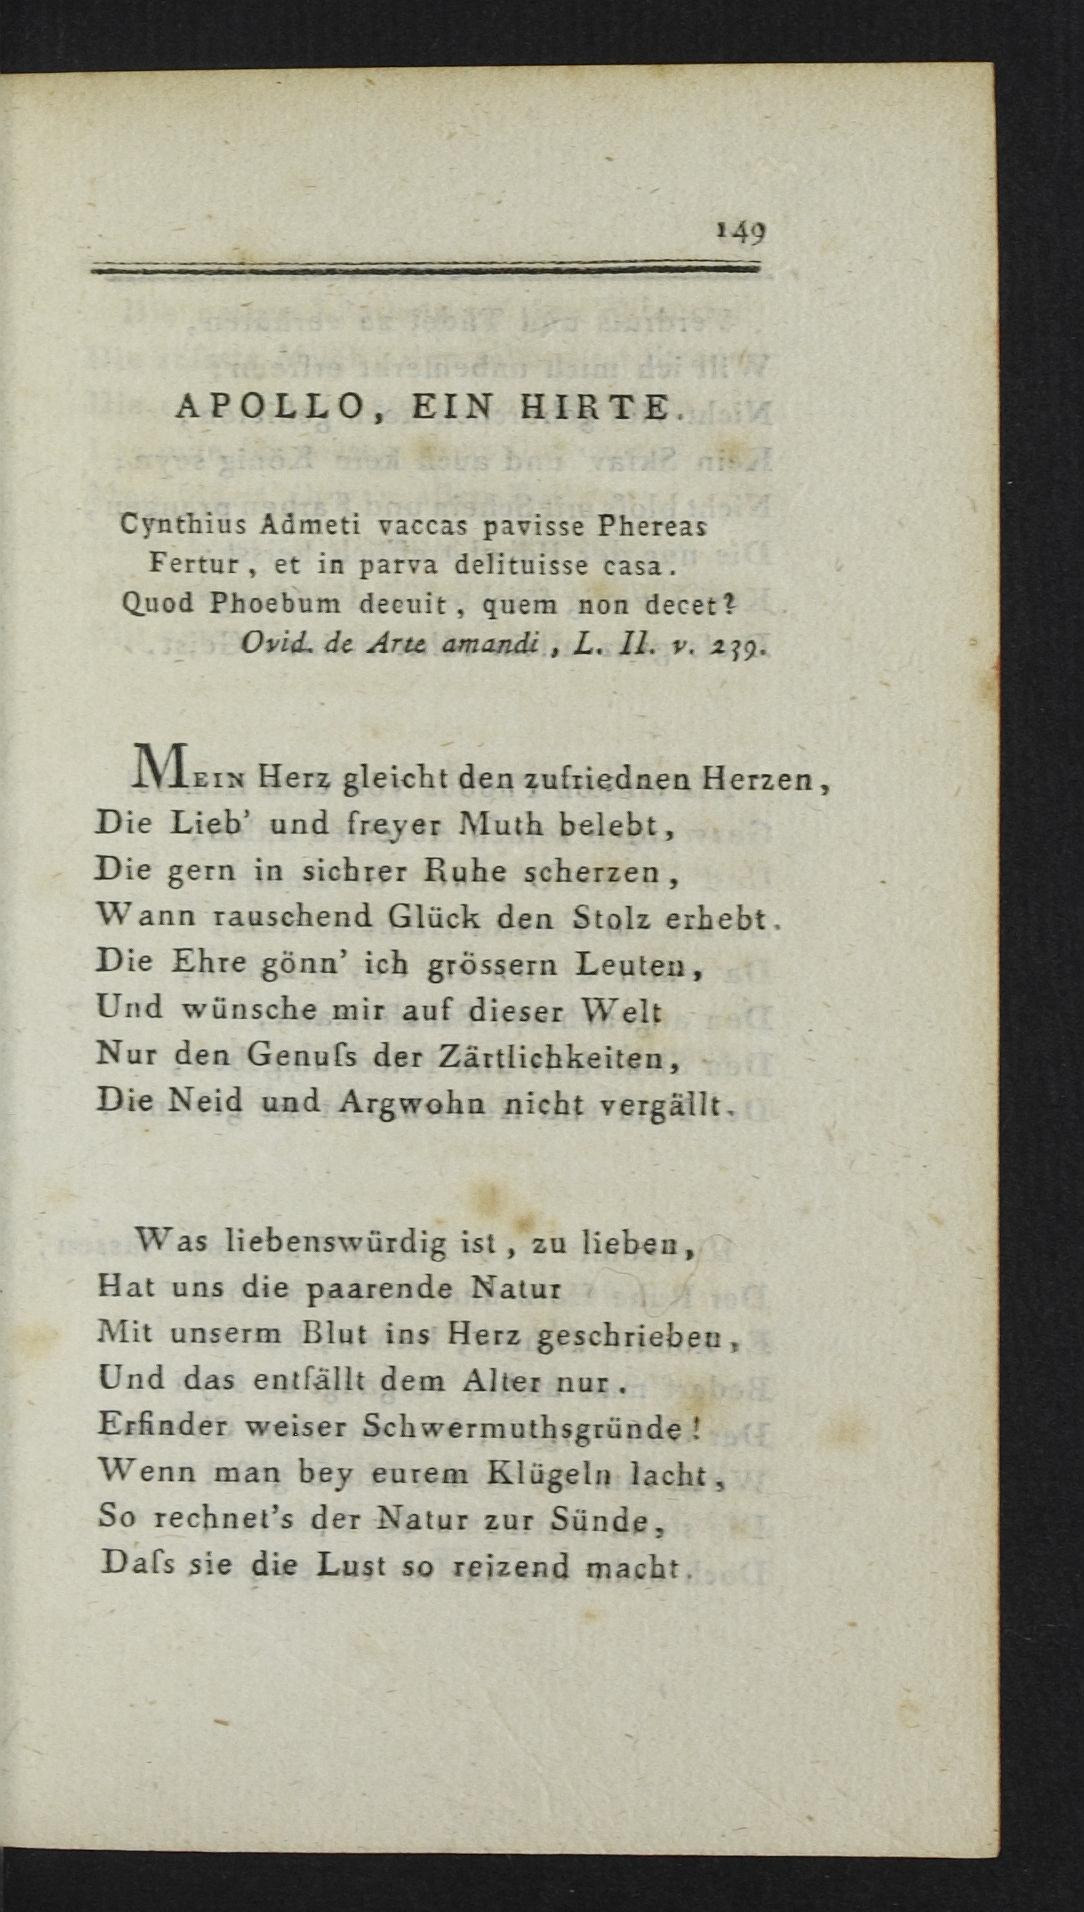 149
APOLLO, EIN HIRTE.
Cynthius Admeti vaccas pavisse Phereas
Fertur, et in parva delituisse casa.
Quod Phoebum decuit, quem non decet?
Ovid. de Arte amandi, L. II. v. 239.
MEIN Herz gleicht den zufriednen Herzen,
Die Lieb' und freyer Muth belebt,
Die gern in sichrer Ruhe scherzen,
Wann rauschend Glück den Stolz erhebt.
Die Ehre gönn' ich grössern Leuten,
Und wünsche mir auf dieser Welt
Nur den Genuſs der Zärtlichkeiten,
Die Neid und Argwohn nicht vergällt.
Was liebenswürdig ist, zu lieben,
Hat uns die paarende Natur
Mit unserm Blut ins Herz geschrieben,
Und das entfällt dem Alter nur.
Erfinder weiser Schwermuthsgründe!
Wenn man bey eurem Klügeln lacht,
So rechnet's der Natur zur Sünde,
Daſs sie die Lust so reizend macht.